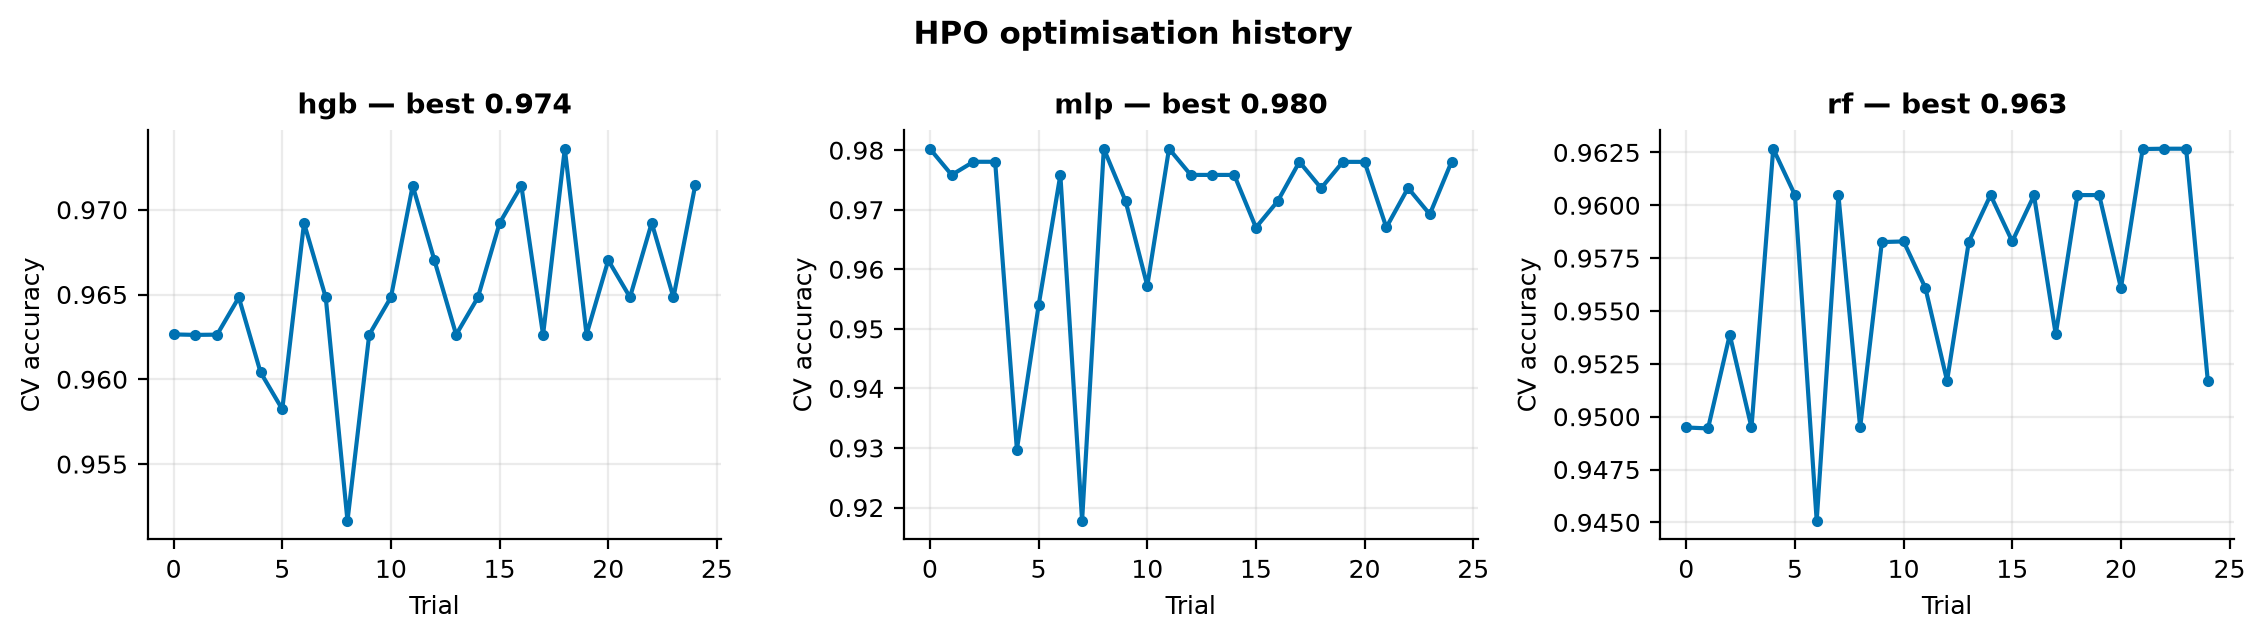 HPO optimisation history
hgb — best 0.974
CV accuracy
0.970
0.965
0.960
0.955
0 5 10 15 20 25
Trial
mlp — best 0.980
CV accuracy
0.98
0.97
0.96
0.95
0.94
0.93
0.92
0 5 10 15 20 25
Trial
rf — best 0.963
CV accuracy
0.9625
0.9600
0.9575
0.9550
0.9525
0.9500
0.9475
0.9450
0 5 10 15 20 25
Trial